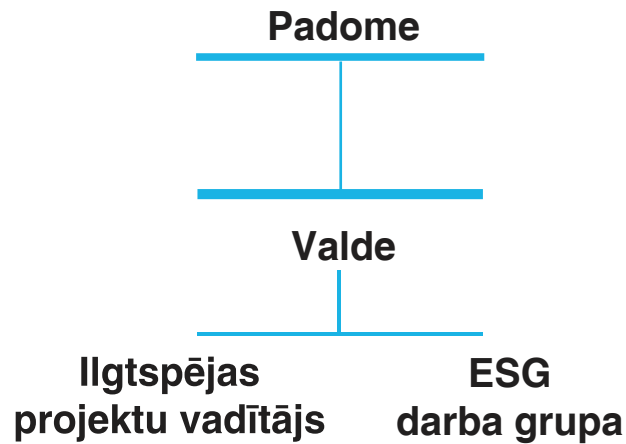 Padome
Valde
Ilgtspējas
projektu vadītājs
ESG
darba grupa